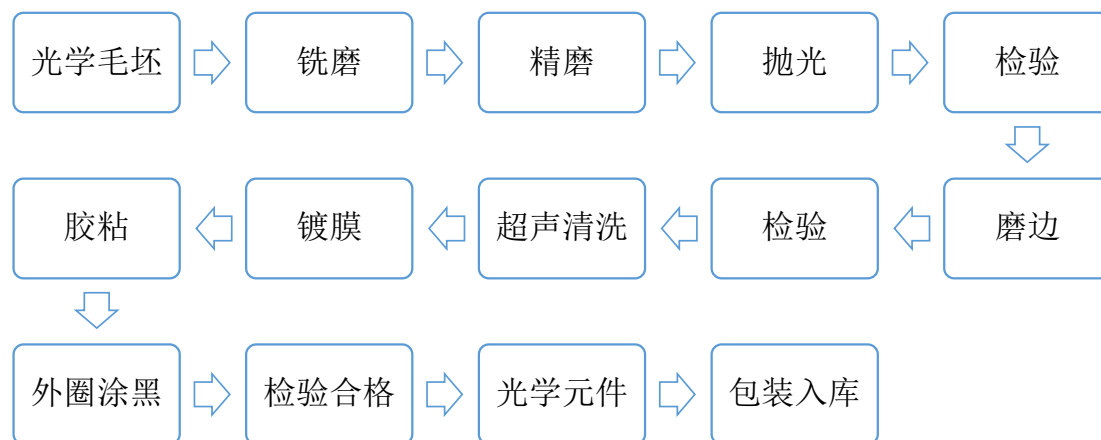 光学毛坯
铣磨
精磨
抛光
检验
磨边
检验
超声清洗
镀膜
胶粘
外圈涂黑
检验合格
光学元件
包装入库